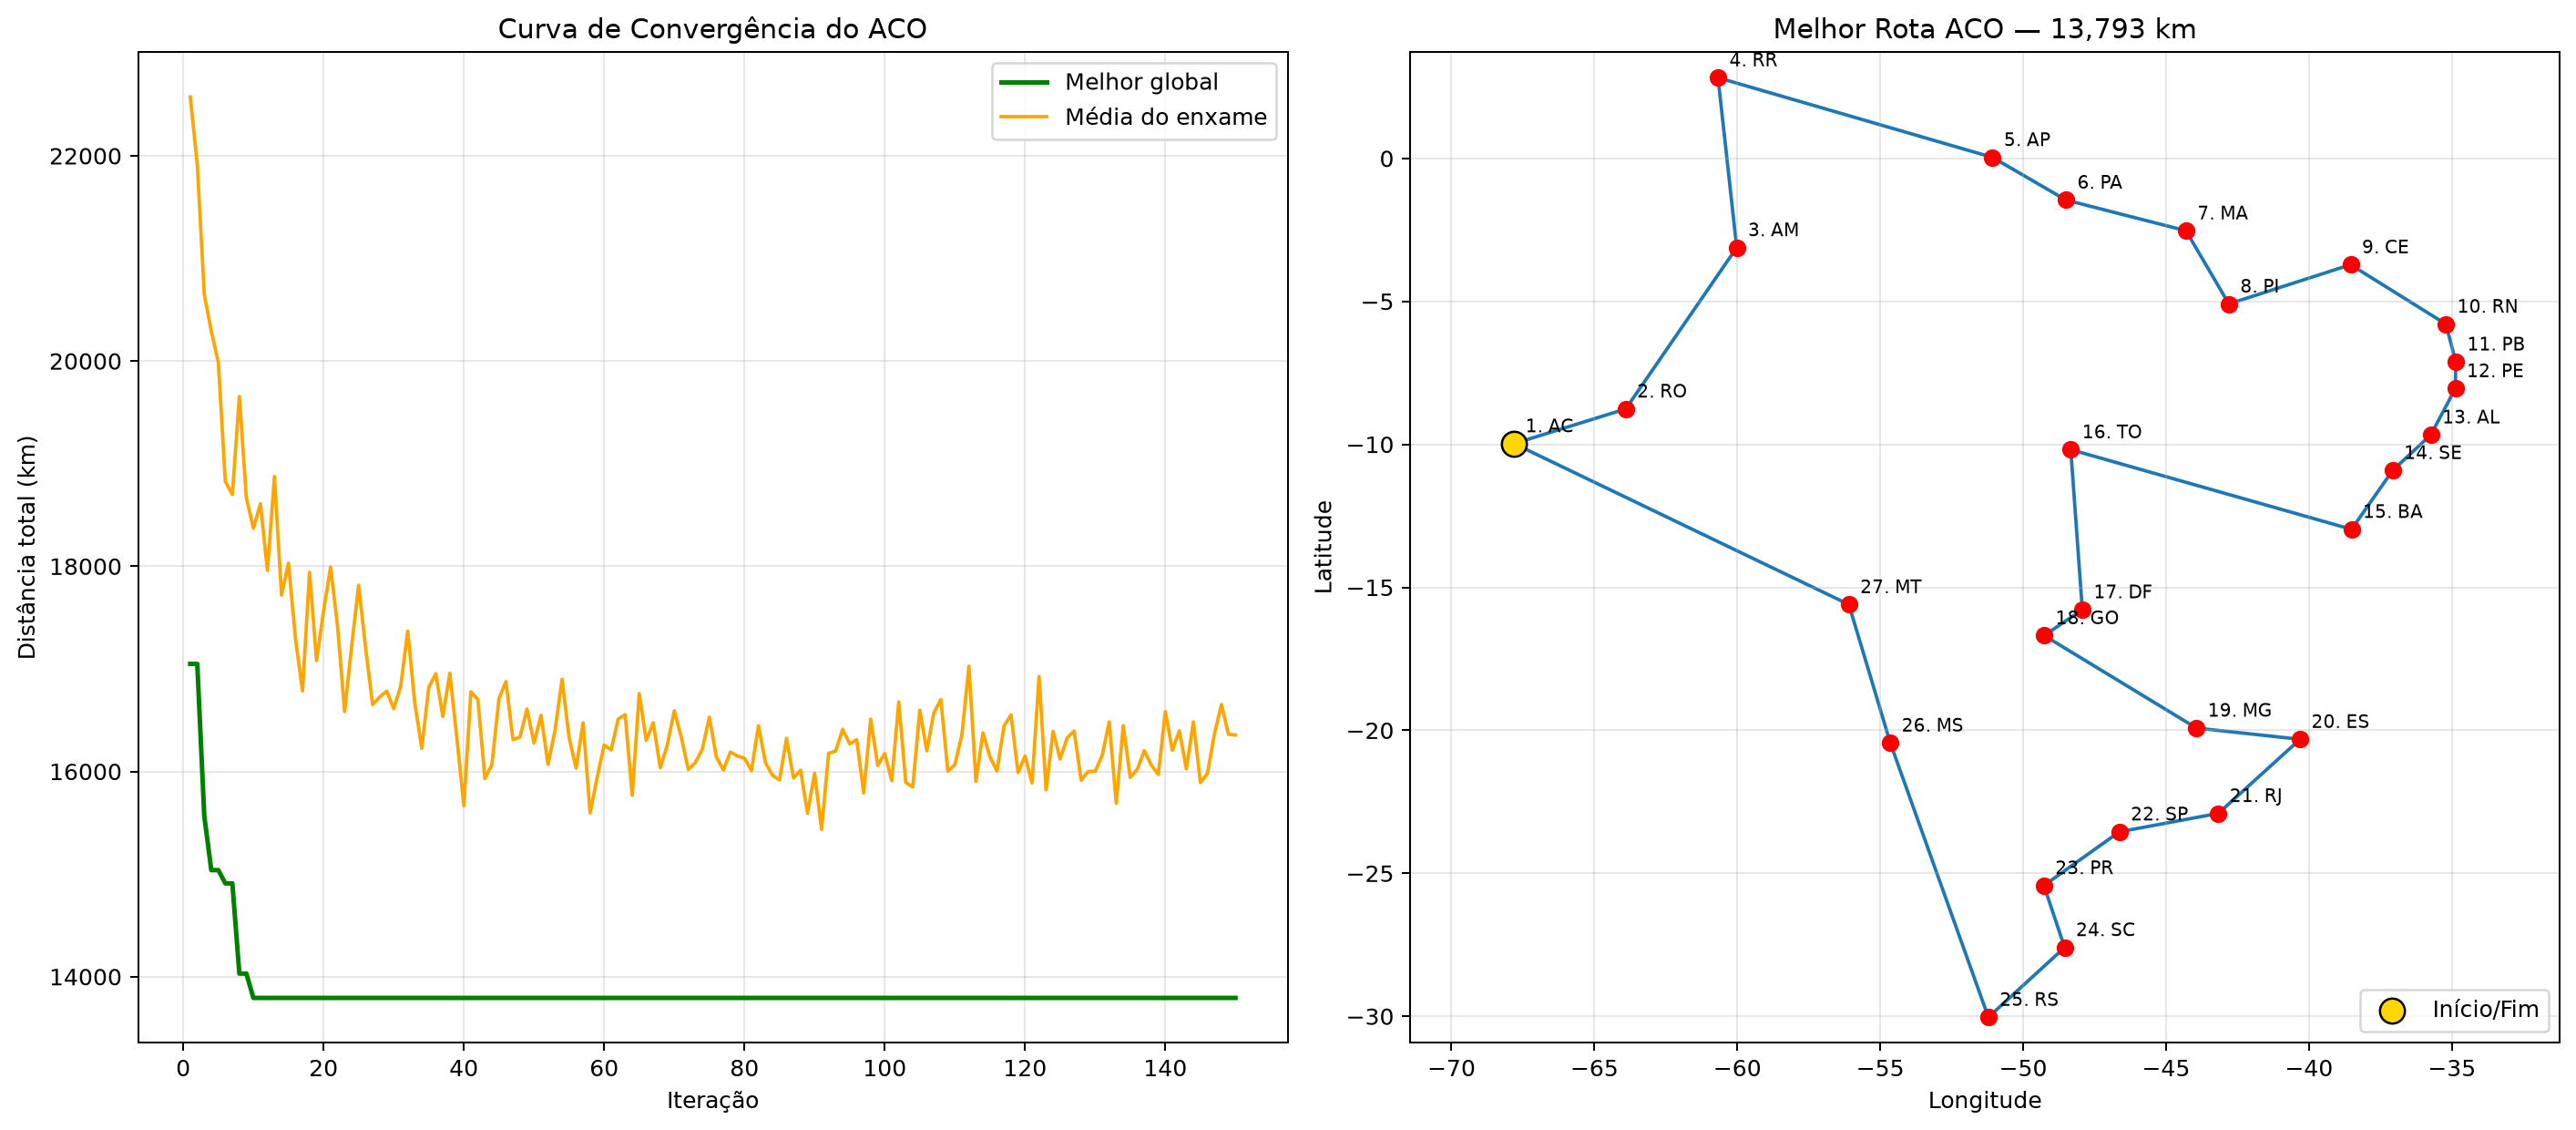 Curva de Convergência do ACO
Melhor global
Média do enxame
22000
20000
18000
16000
14000
Distância total (km)
0 20 40 60 80 100 120 140
Iteração
Melhor Rota ACO — 13,793 km
4. RR
5. AP
6. PA
7. MA
3. AM
9. CE
8. PI
10. RN
11. PB
12. PE
2. RO
13. AL
1. AC
16. TO
14. SE
15. BA
27. MT
17. DF
18. GO
19. MG
20. ES
26. MS
21. RJ
22. SP
23. PR
24. SC
25. RS
Início/Fim
0
−5
−10
−15
−20
−25
−30
Latitude
−70 −65 −60 −55 −50 −45 −40 −35
Longitude